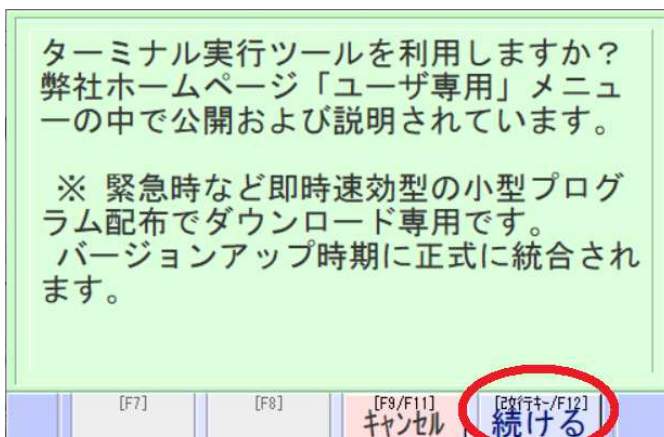 ターミナル実行ツールを利用しますか?
弊社ホームページ「ユーザ専用」メニュ
ーの中で公開および説明されています。
※ 緊急時など即時速効型の小型プログ
ラム配布でダウンロード専用です。
バージョンアップ時期に正式に統合され
ます。
[F7] [F8] [F9/F11] [改行キー/F12]
キャンセル 続ける